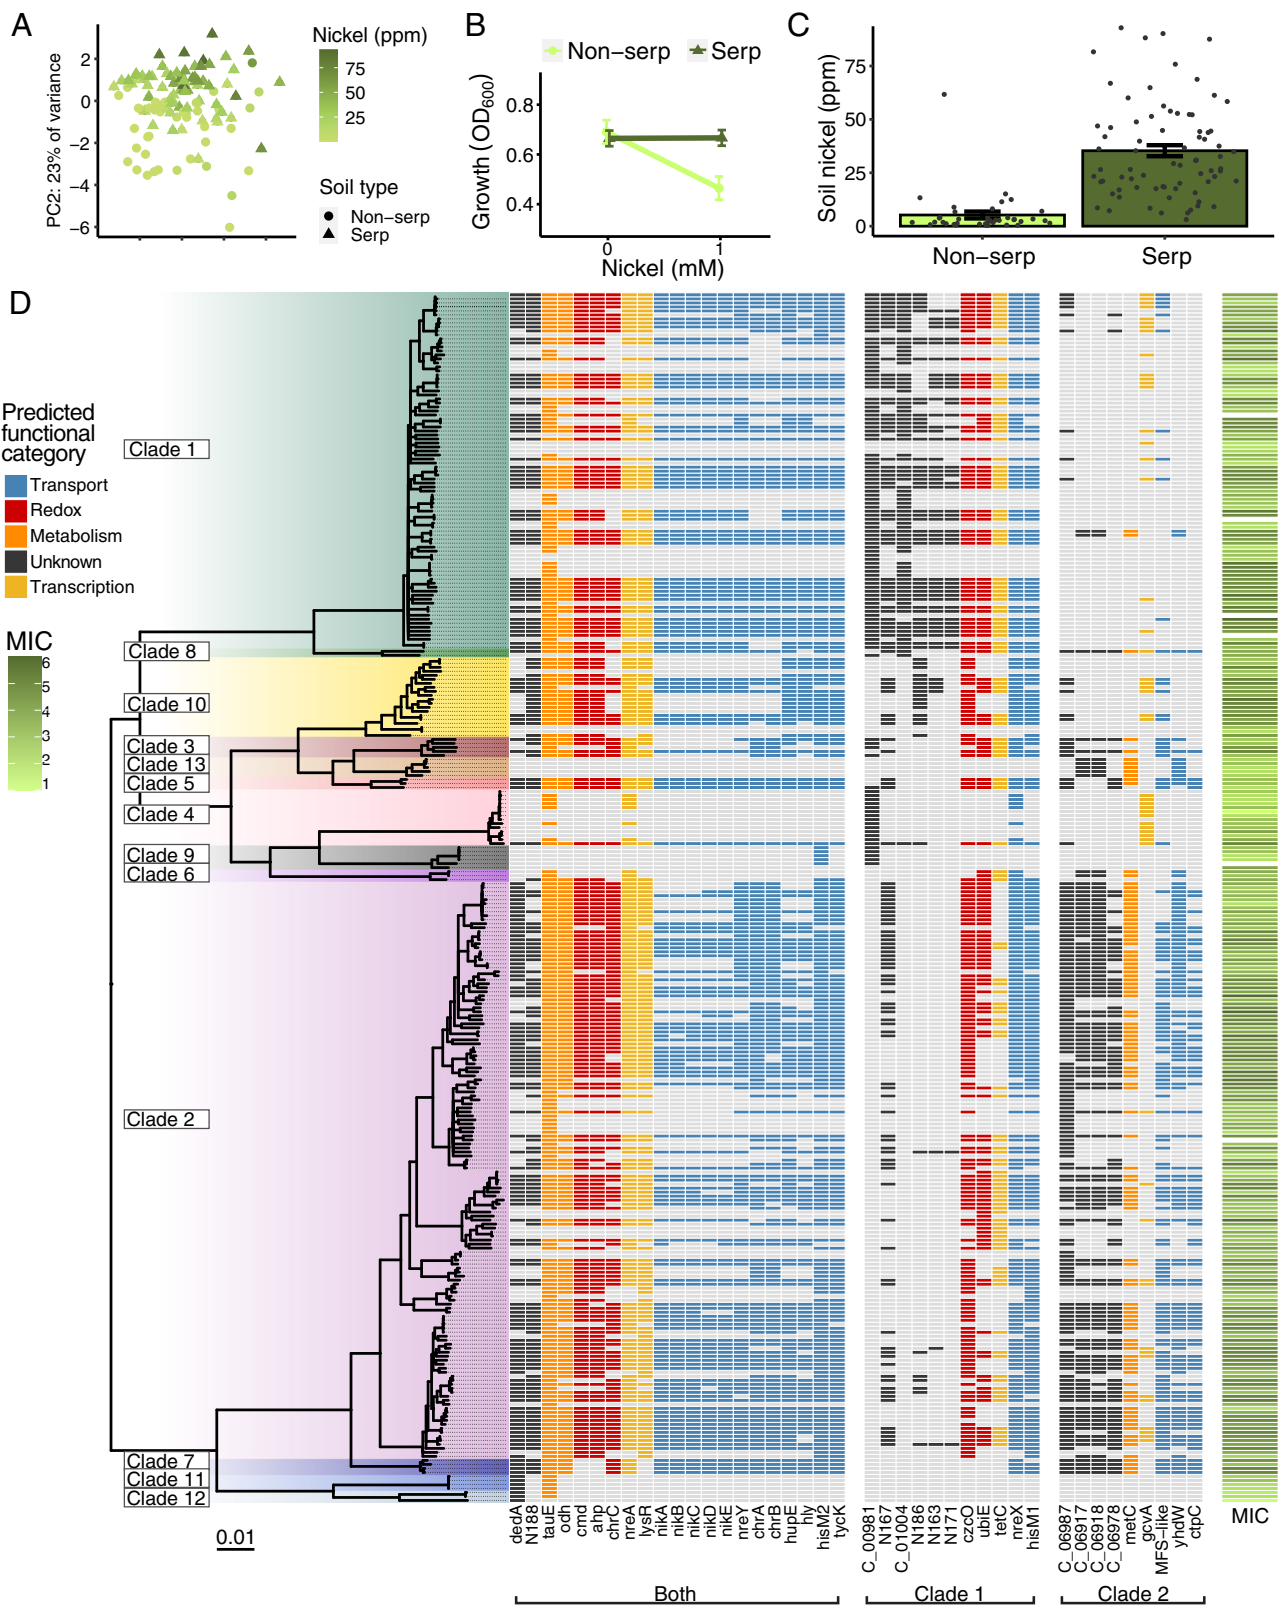 A
Nickel (ppm)
75
50
25
Soil type
Non−serp
Serp
PC2: 23% of variance
2
0
−2
−4
−6
B
Non−serp
Serp
Growth (OD600)
0.8
0.6
0.4
0
1
Nickel (mM)
C
Soil nickel (ppm)
75
50
25
0
Non−serp
Serp
D
Predicted
functional
category
Transport
Redox
Metabolism
Unknown
Transcription
MIC
6
5
4
3
2
1
Clade 1
Clade 8
Clade 10
Clade 3
Clade 13
Clade 5
Clade 4
Clade 9
Clade 6
Clade 2
Clade 7
Clade 11
Clade 12
0.01
dedA
N188
tauE
odh
cmd
ahp
chrC
nreA
lysR
nikA
nikB
nikC
nikD
nikE
nreY
chrA
chrB
hupE
hly
hisM2
tycK
C_00981
N167
C_01004
N186
N163
N171
czcO
ubiE
tetC
nreX
hisM1
C_06987
C_06917
C_06918
C_06978
metC
gcvA
MFS−like
yhdW
ctpC
MIC
Both
Clade 1
Clade 2